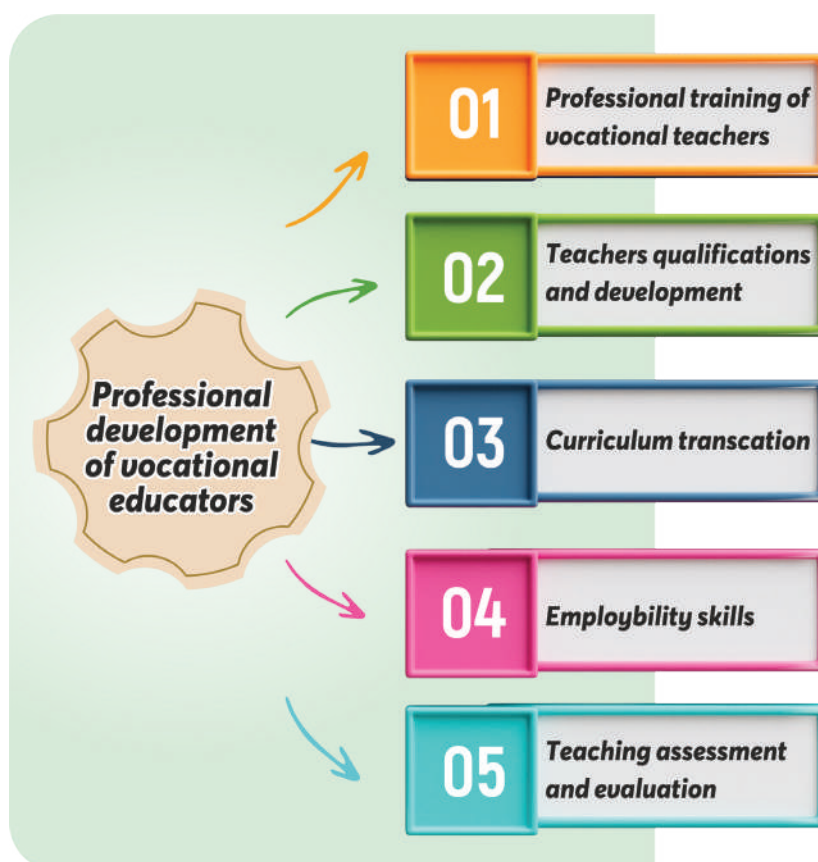 Professional
development
of vocational
educators
01
Professional training of
vocational teachers
02
Teachers qualifications
and development
03
Curriculum transcation
04
Employbility skills
05
Teaching assessment
and evaluation